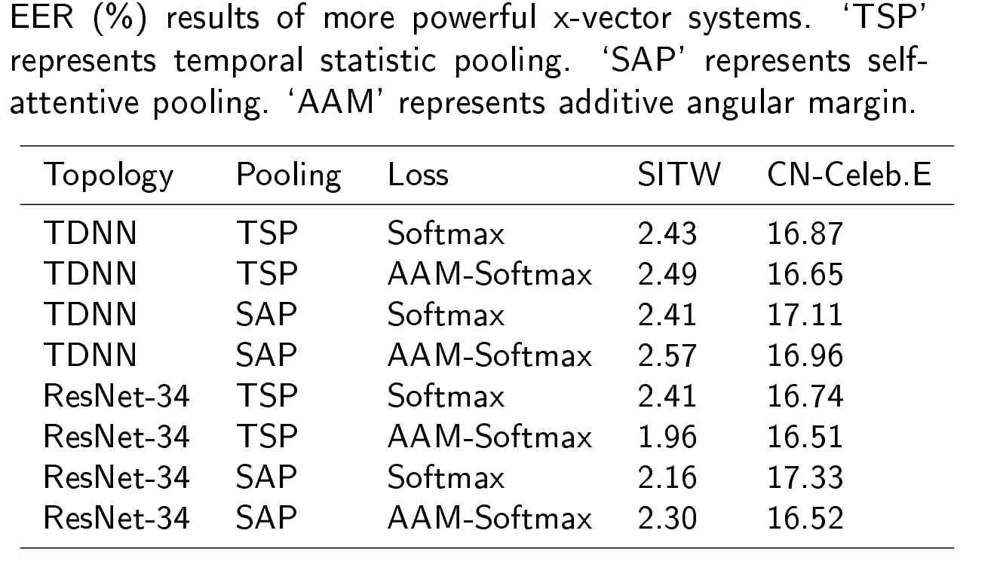 EER (%) results of more powerful x-vector systems. ‘TSP’
represents temporal statistic pooling. ‘SAP’ represents self-
attentive pooling. ‘AAM’ represents additive angular margin.
Topology Pooling Loss SITW CN-Celeb.E
TDNN TSP Softmax 2.43 16.87
TDNN TSP AAM-Softmax 2.49 16.65
TDNN SAP Softmax 2.41 17.11
TDNN SAP AAM-Softmax 2.57 16.96
ResNet-34 TSP Softmax 2.41 16.74
ResNet-34 TSP AAM-Softmax 1.96 16.51
ResNet-34 SAP Softmax 2.16 17.33
ResNet-34 SAP AAM-Softmax 2.30 16.52